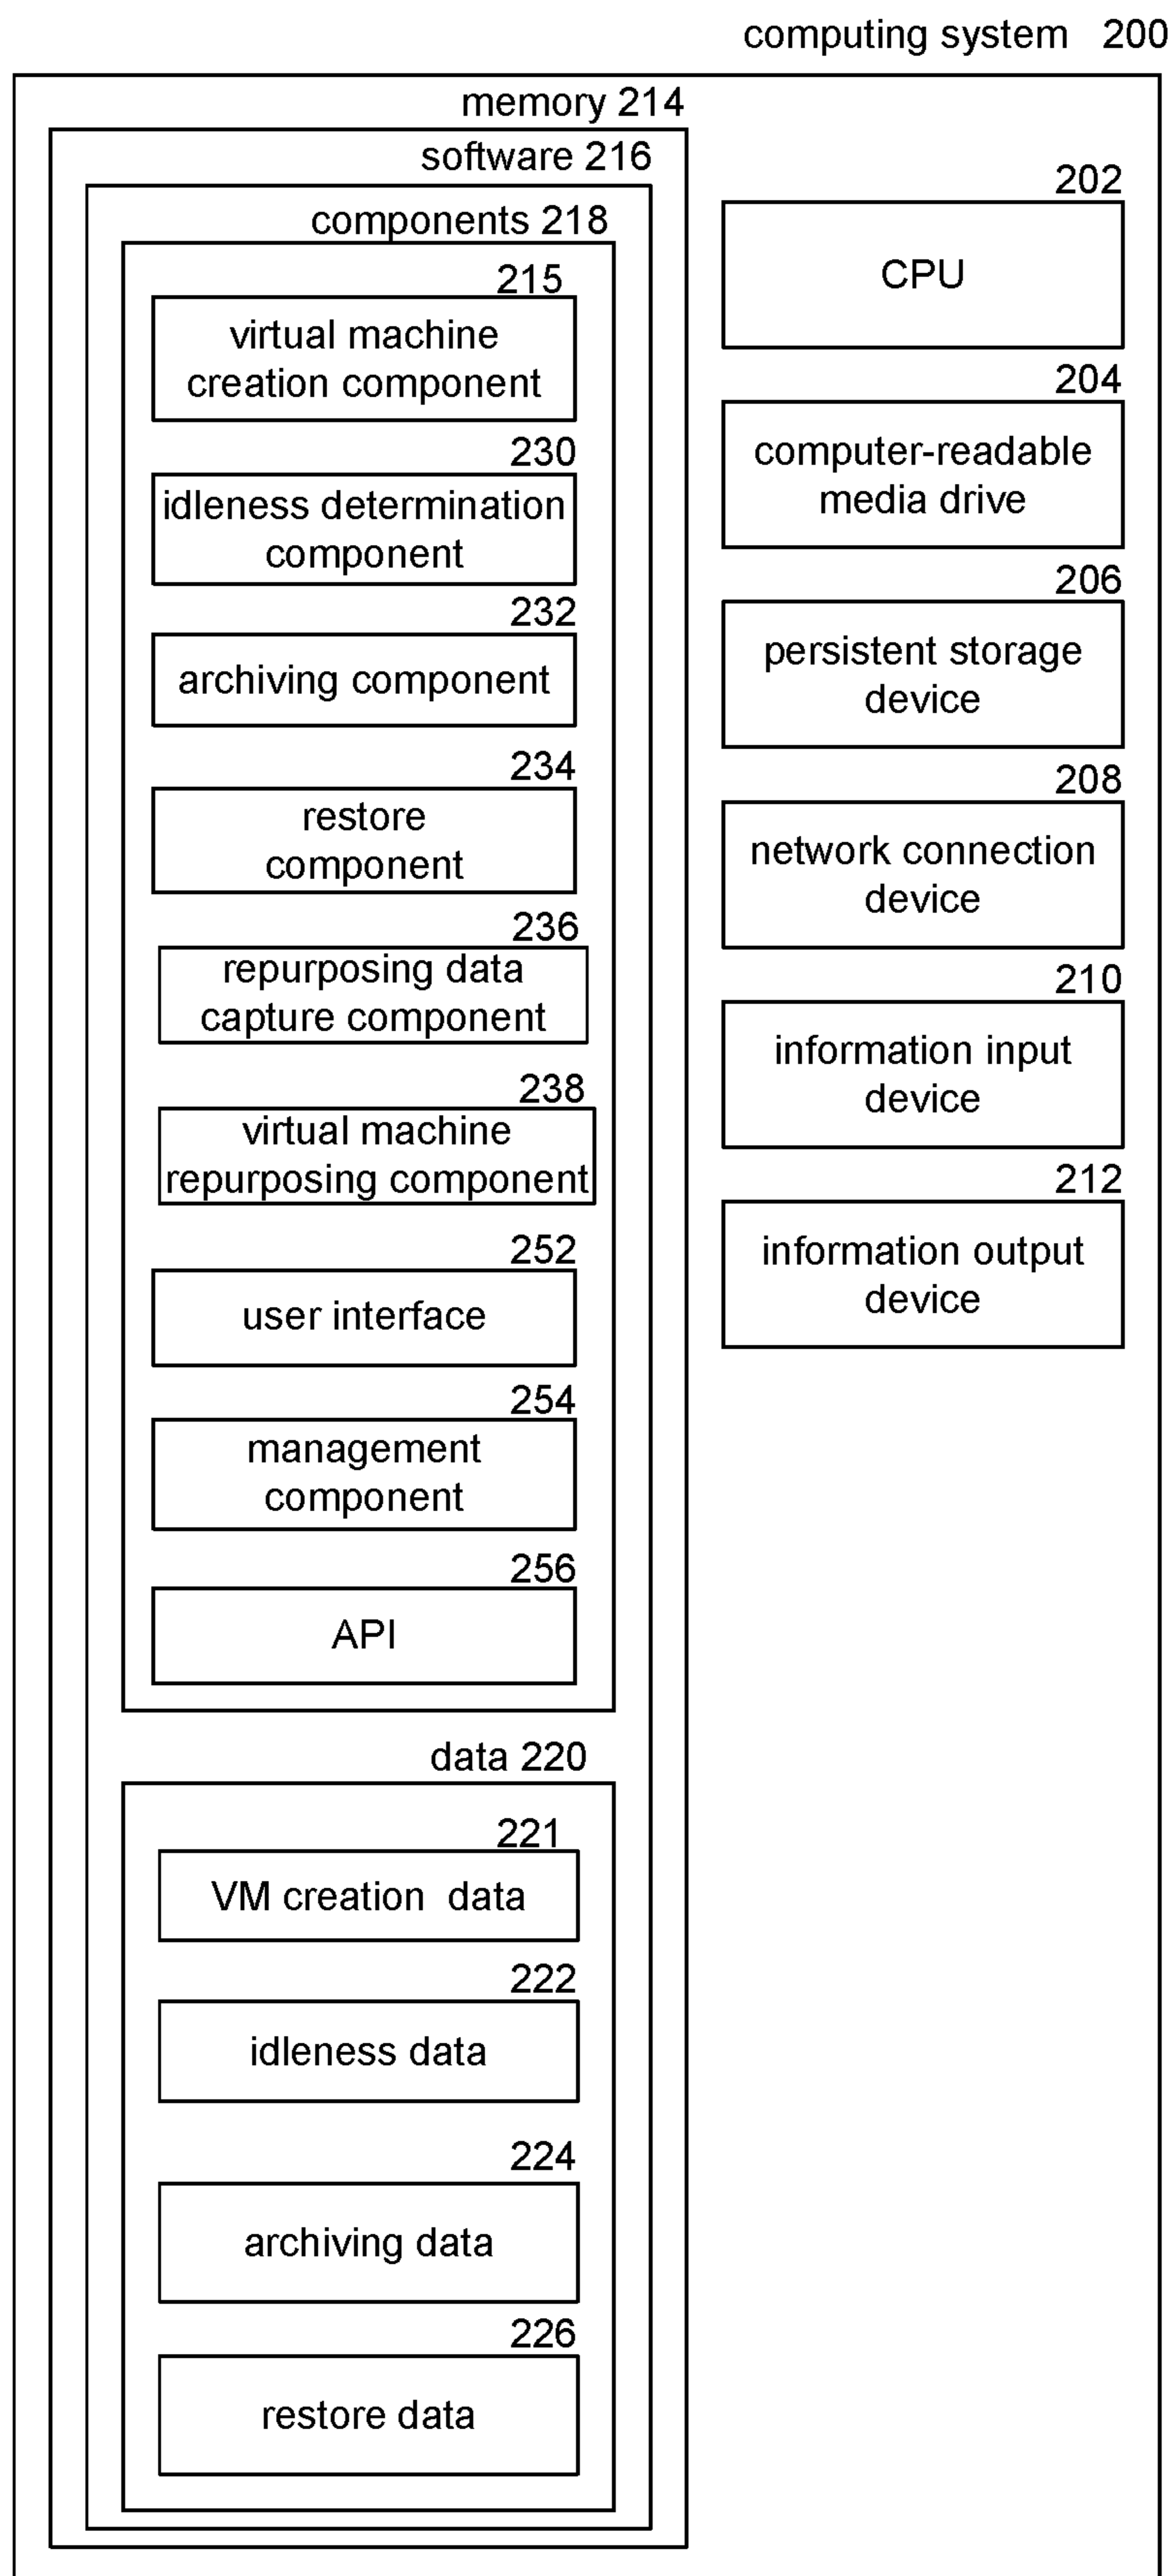 computing system 200
memory 214
software 216
components 218
215
virtual machine
creation component
230
idleness determination
component
232
archiving component
234
restore
component
236
repurposing data
capture component
238
virtual machine
repurposing component
252
user interface
254
management
component
256
API
data 220
221
VM creation data
222
idleness data
224
archiving data
226
restore data
202
CPU
204
computer-readable
media drive
206
persistent storage
device
208
network connection
device
210
information input
device
212
information output
device